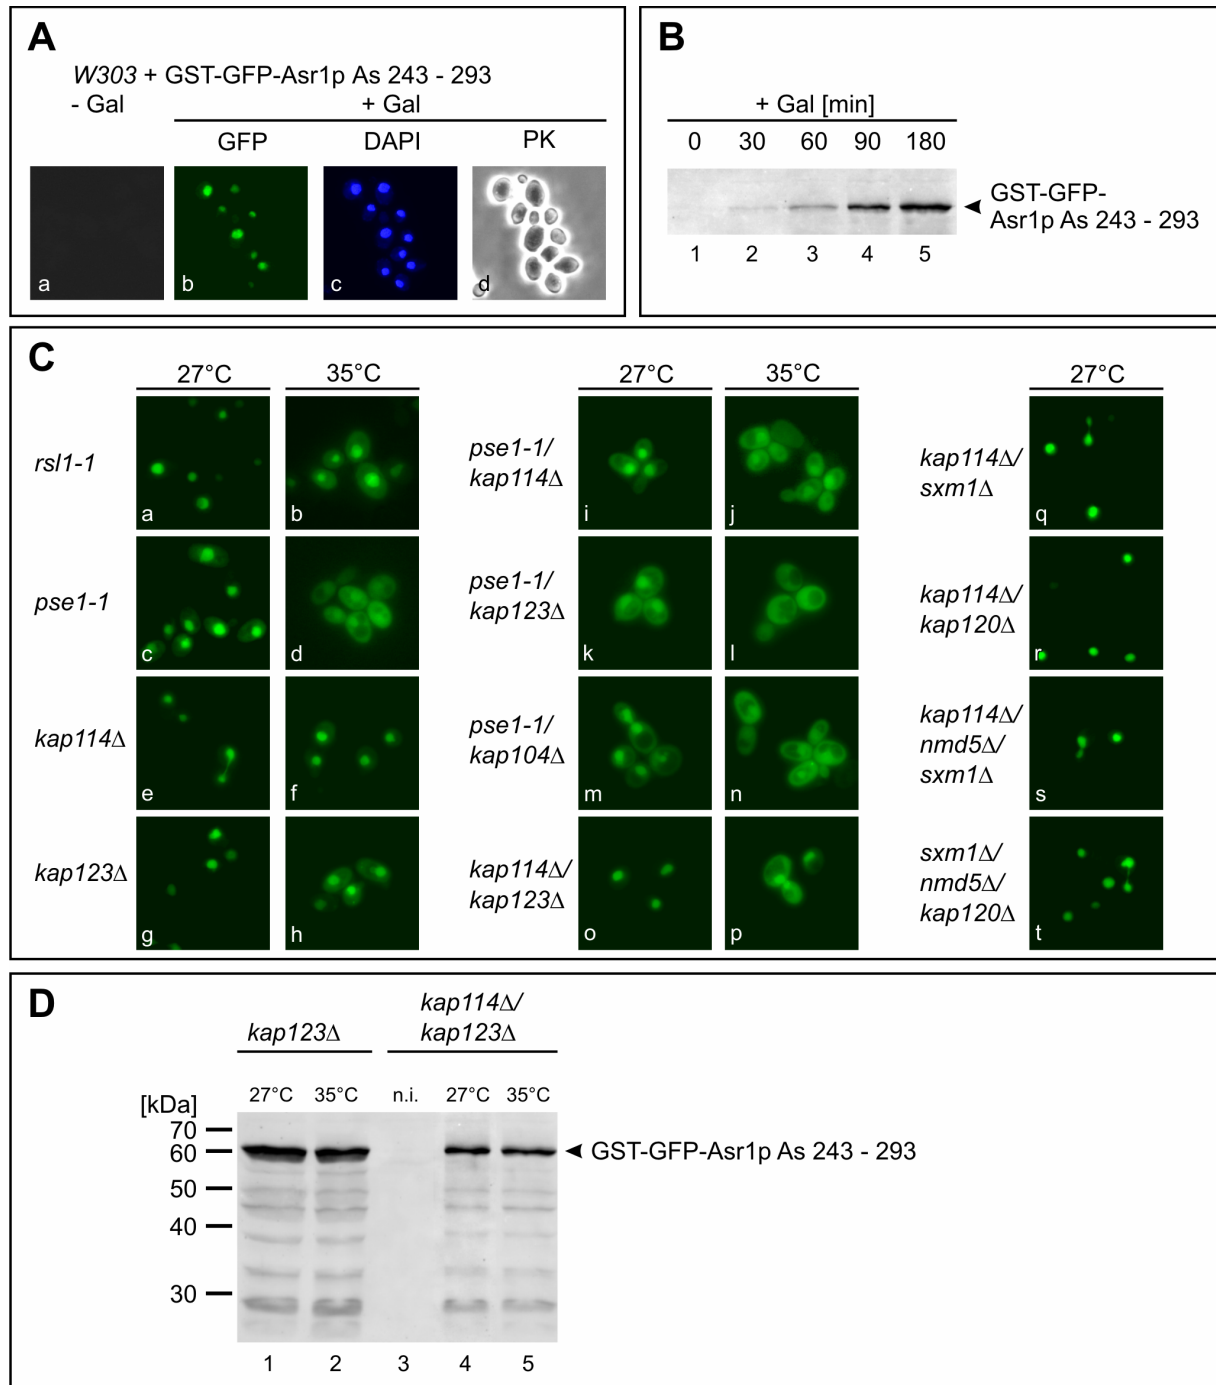 A
W303 + GST-GFP-Asr1p As 243 - 293
- Gal + Gal
GFP DAPI PK
a b c d
B
+ Gal [min]
0 30 60 90 180
GST-GFP-
Asr1p As 243 - 293
1 2 3 4 5
C
27°C 35°C 27°C 35°C 27°C
rsl1-1
a b
pse1-1
c d
kap114Δ
e f
kap123Δ
g h
pse1-1/
kap114Δ
i j
pse1-1/
kap123Δ
k l
pse1-1/
kap104Δ
m n
kap114Δ/
kap123Δ
o p
kap114Δ/
sxm1Δ
q
kap114Δ/
kap120Δ
r
kap114Δ/
nmd5Δ/
sxm1Δ
s
sxm1Δ/
nmd5Δ/
kap120Δ
t
D
kap123Δ
kap114Δ/
kap123Δ
27°C 35°C n.i. 27°C 35°C
[kDa]
70
60
50
40
30
GST-GFP-Asr1p As 243 - 293
1 2 3 4 5